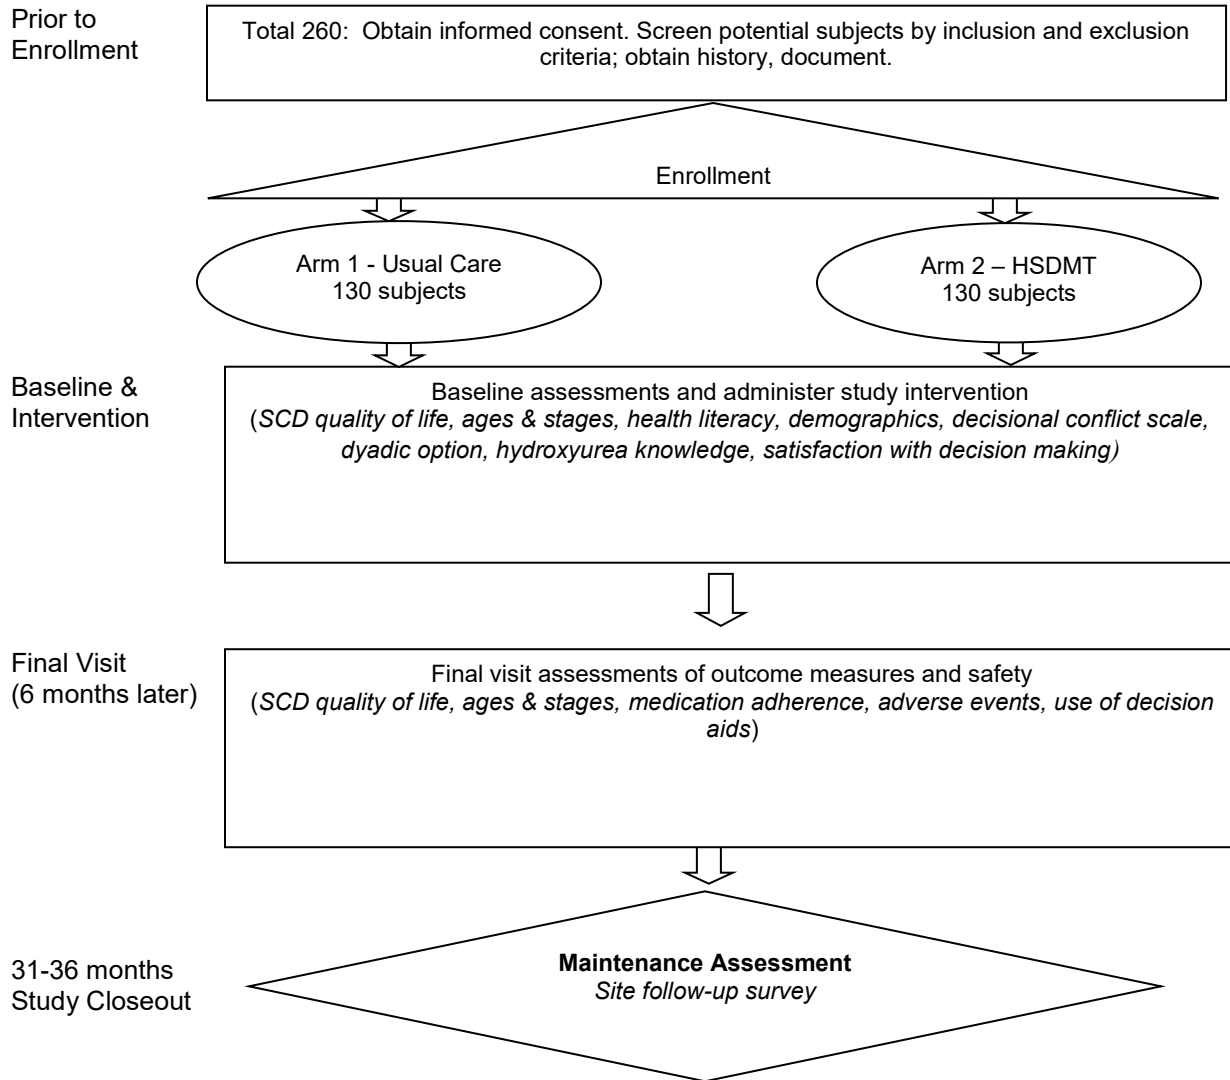 Prior to
Enrollment
Total 260:  Obtain informed consent. Screen potential subjects by inclusion and exclusion
criteria; obtain history, document.
Enrollment
Arm 1 - Usual Care
130 subjects
Arm 2 – HSDMT
130 subjects
Baseline &
Intervention
Baseline assessments and administer study intervention
(SCD quality of life, ages & stages, health literacy, demographics, decisional conflict scale,
dyadic option, hydroxyurea knowledge, satisfaction with decision making)
Final Visit
(6 months later)
Final visit assessments of outcome measures and safety
(SCD quality of life, ages & stages, medication adherence, adverse events, use of decision
aids)
31-36 months
Study Closeout
Maintenance Assessment
Site follow-up survey